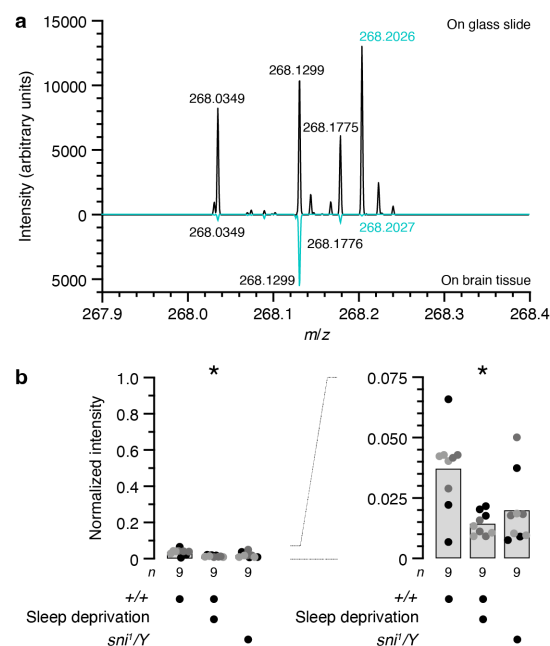 a
15000
10000
5000
0
5000
Intensity (arbitrary units)
On glass slide
268.2026
268.1299
268.0349
268.1775
268.0349
268.2027
268.1776
268.1299
On brain tissue
267.9 268.0 268.1 268.2 268.3 268.4
m/z
b
1.0
0.8
0.6
0.4
0.2
0
Normalized intensity
*
n 9 9 9
+/+
Sleep deprivation
sni¹/Y
0.075
0.050
0.025
0
*
n 9 9 9
+/+
Sleep deprivation
sni¹/Y